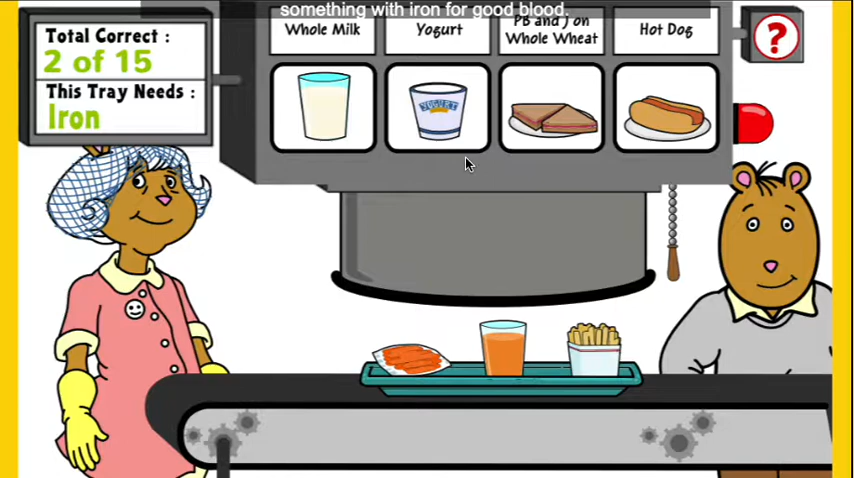 something with iron for good blood.
Total Correct :
2 of 15
This Tray Needs :
Iron
Whole Milk
Yogurt
PB and J on
Whole Wheat
Hot Dog
?
YOGURT